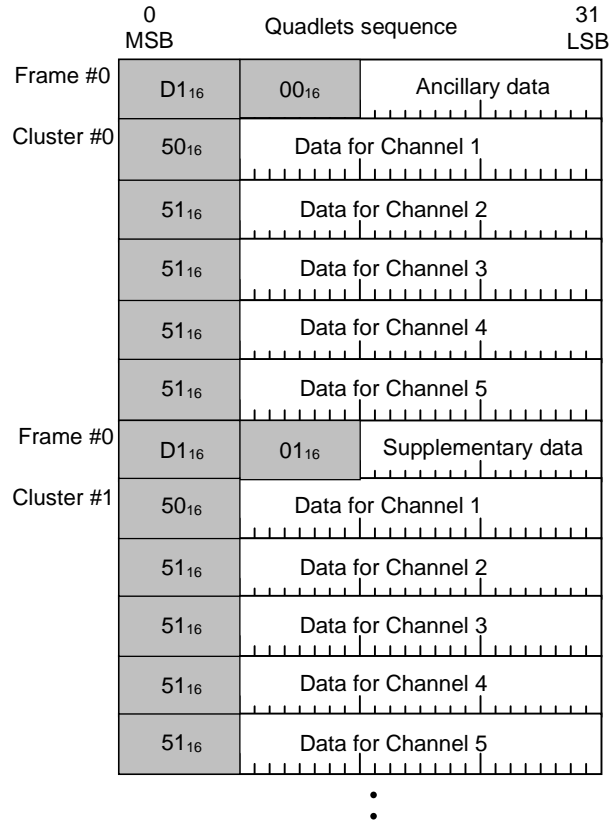 0 Quadlets sequence 31
MSB LSB
Frame #0 D1₁₆ 00₁₆ Ancillary data
Cluster #0 50₁₆ Data for Channel 1
51₁₆ Data for Channel 2
51₁₆ Data for Channel 3
51₁₆ Data for Channel 4
51₁₆ Data for Channel 5
Frame #0 D1₁₆ 01₁₆ Supplementary data
Cluster #1 50₁₆ Data for Channel 1
51₁₆ Data for Channel 2
51₁₆ Data for Channel 3
51₁₆ Data for Channel 4
51₁₆ Data for Channel 5